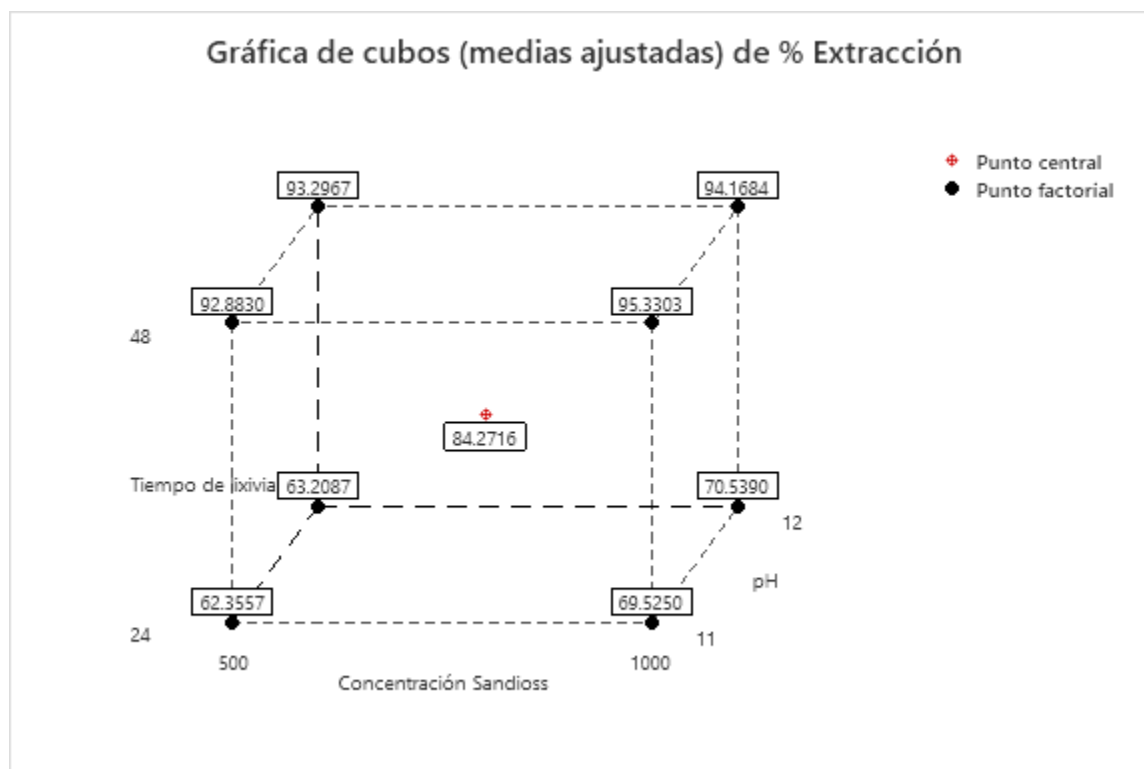 Gráfica de cubos (medias ajustadas) de % Extracción
Punto central
Punto factorial
93.2967
94.1684
92.8830
95.3303
48
84.2716
Tiempo de lixivia
63.2087
70.5390
12
pH
62.3557
69.5250
24
11
500
1000
Concentración Sandioss